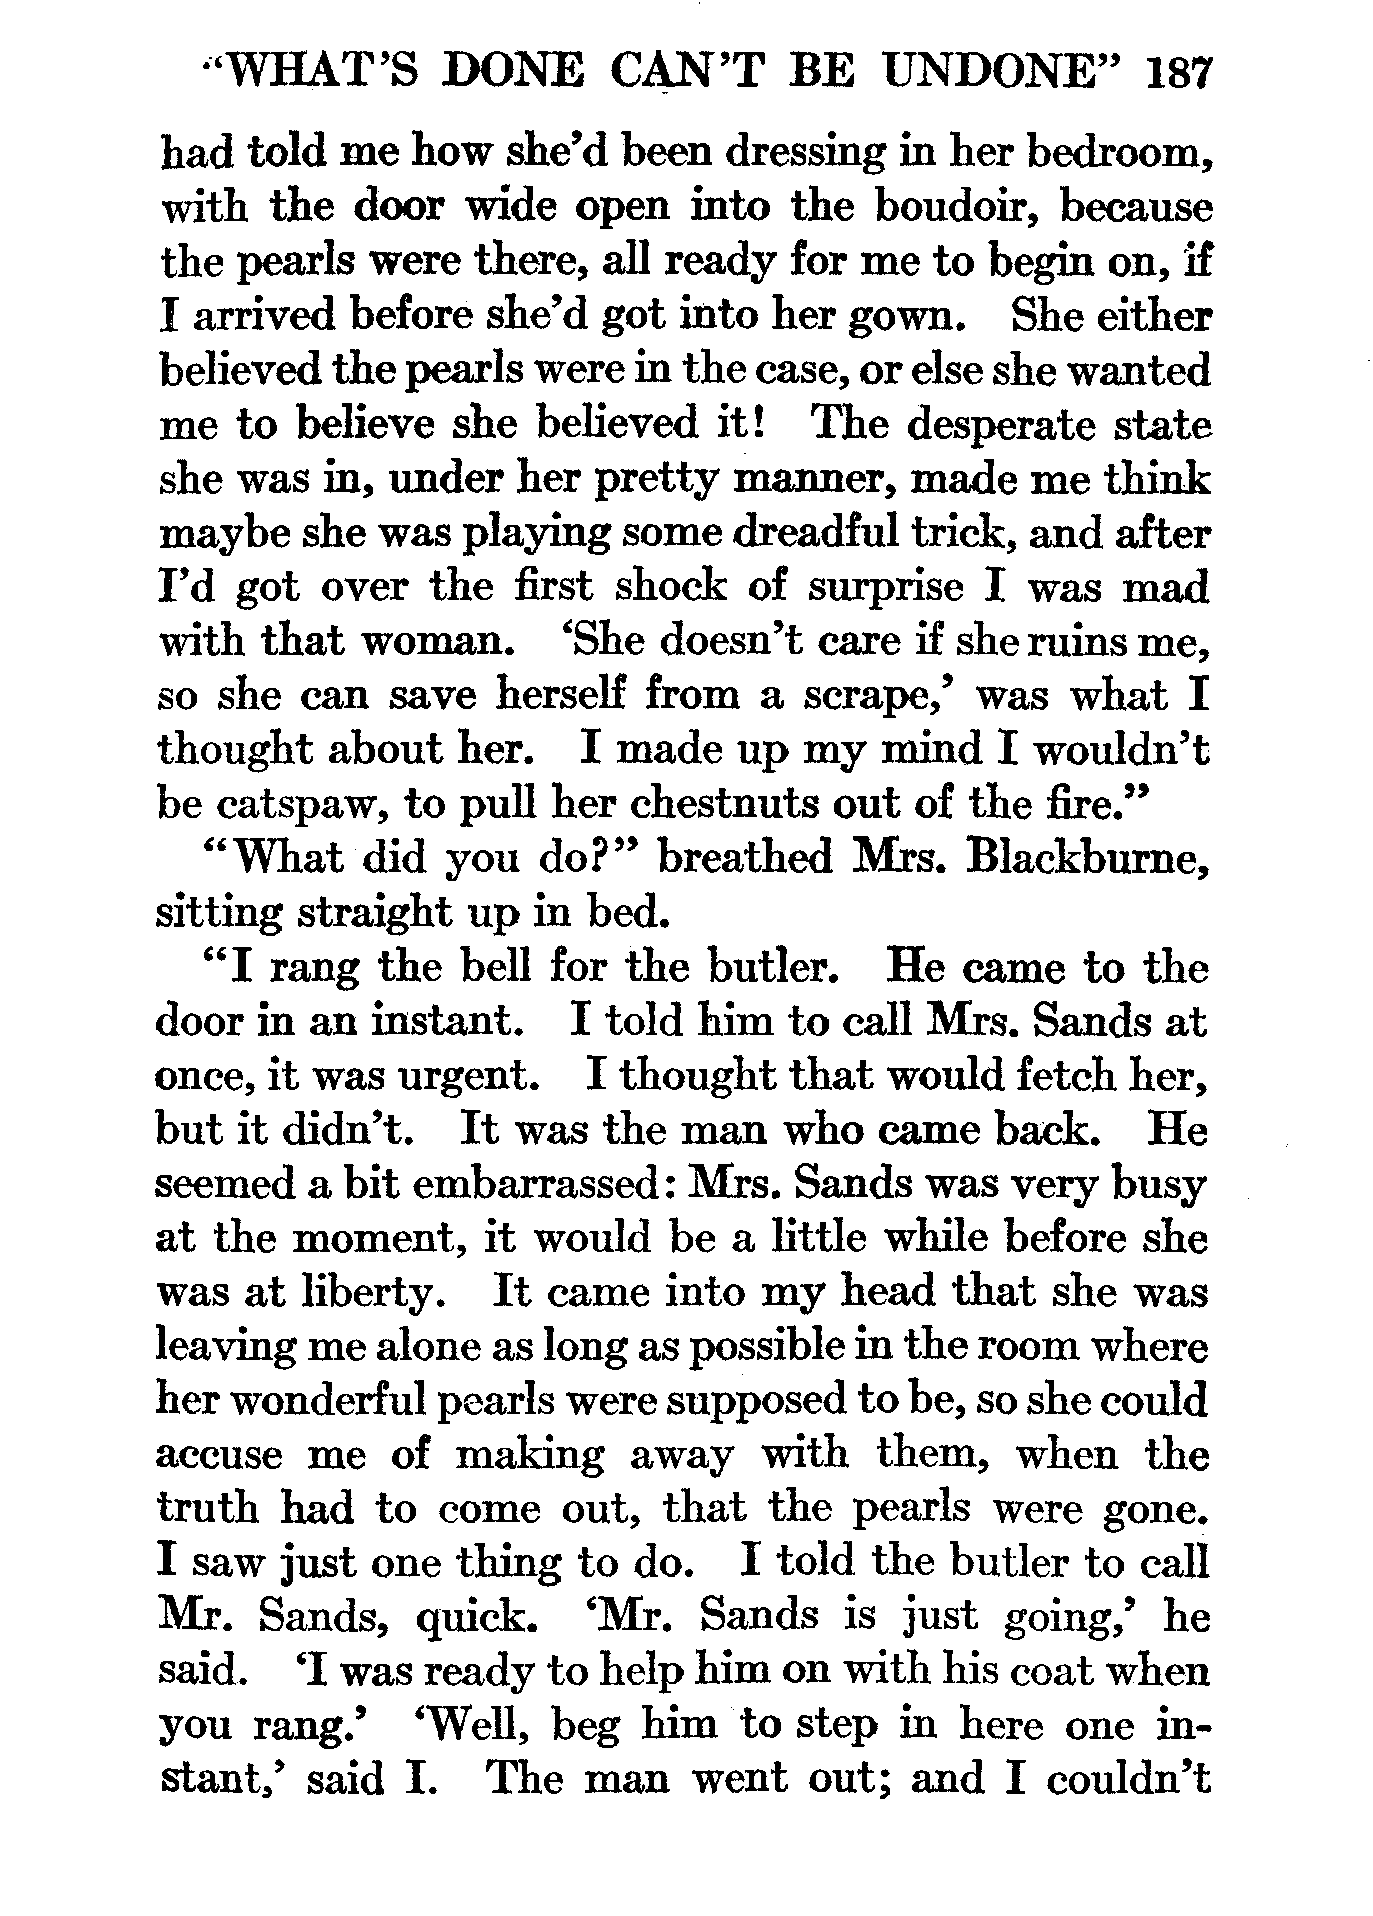 "WHAT'S DONE CAN'T BE UNDONE" 187
had told me how she'd been dressing in her bedroom,
with the door wide open into the boudoir, because
the pearls were there, all ready for me to begin on, if
I arrived before she'd got into her gown. She either
believed the pearls were in the case, or else she wanted
me to believe she believed it! The desperate state
she was in, under her pretty manner, made me think
maybe she was playing some dreadful trick, and after
I'd got over the first shock of surprise I was mad
with that woman. 'She doesn't care if she ruins me,
so she can save herself from a scrape,' was what I
thought about her. I made up my mind I wouldn't
be catspaw, to pull her chestnuts out of the fire."
"What did you do?" breathed Mrs. Blackburne,
sitting straight up in bed.
"I rang the bell for the butler. He came to the
door in an instant. I told him to call Mrs. Sands at
once, it was urgent. I thought that would fetch her,
but it didn't. It was the man who came back. He
seemed a bit embarrassed: Mrs. Sands was very busy
at the moment, it would be a little while before she
was at liberty. It came into my head that she was
leaving me alone as long as possible in the room where
her wonderful pearls were supposed to be, so she could
accuse me of making away with them, when the
truth had to come out, that the pearls were gone.
I saw just one thing to do. I told the butler to call
Mr. Sands, quick. 'Mr. Sands is just going,' he
said. 'I was ready to help him on with his coat when
you rang.' 'Well, beg him to step in here one in-
stant,' said I. The man went out; and I couldn't